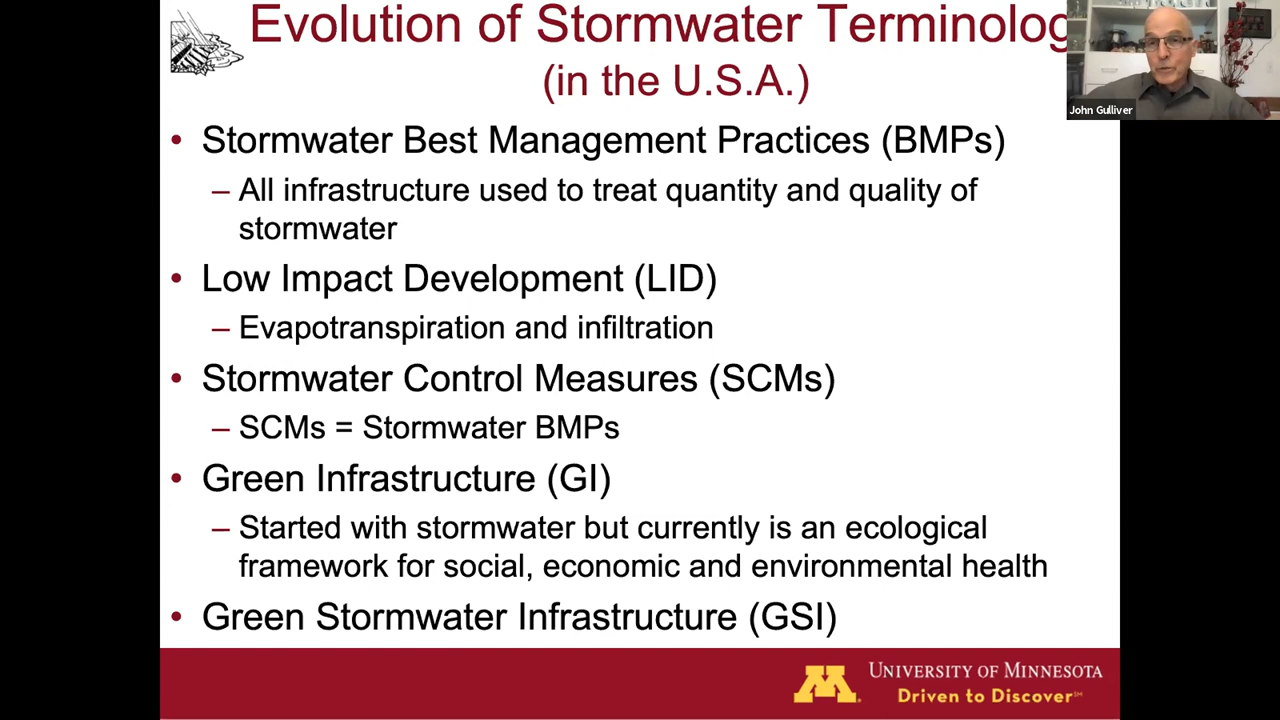 Evolution of Stormwater Terminolog
(in the U.S.A.)
John Gulliver
• Stormwater Best Management Practices (BMPs)
– All infrastructure used to treat quantity and quality of
stormwater
• Low Impact Development (LID)
– Evapotranspiration and infiltration
• Stormwater Control Measures (SCMs)
– SCMs = Stormwater BMPs
• Green Infrastructure (GI)
– Started with stormwater but currently is an ecological
framework for social, economic and environmental health
• Green Stormwater Infrastructure (GSI)
M
UNIVERSITY OF MINNESOTA
Driven to Discover℠